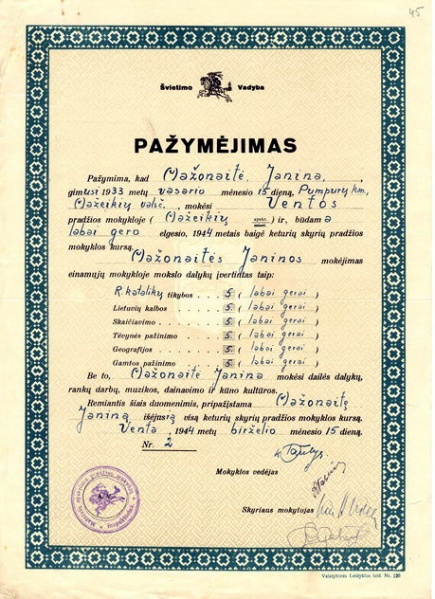 45
Švietimo Vadyba
PAŽYMĖJIMAS
Pažymima, kad Mažonaitė, Janina,
gimusi 1933 metų vasario mėnesio 15 dieną, Pumpurų km,
Mažeikių valsč., mokėsi Ventos
pradžios mokykloje (Mažeikių apskr.) ir, būdama
labai gero elgesio, 1944 metais baigė keturių skyrių pradžios
mokyklos kursą.
Mažonaitės Janinos mokėjimas
einamųjų mokykloje mokslo dalykų įvertintas taip:
R. katalikų tikybos . . . . 5 ( labai gerai )
Lietuvių kalbos . . . . 5 ( labai gerai )
Skaičiavimo . . . . 5 ( labai gerai )
Tėvynės pažinimo . . . . 5 ( labai gerai )
Geografijos . . . . 5 ( labai gerai )
Gamtos pažinimo . . . . 5 ( labai gerai )
Be to, Mažonaitė Janina mokėsi dailės dalykų,
rankų darbų, muzikos, dainavimo ir kūno kultūros.
Remiantis šiais duomenimis, pripažįstama Mažonaitę
Janiną išėjusią visą keturių skyrių pradžios mokyklos kursą.
Venta, 1944 metų birželio mėnesio 15 dieną.
Nr. 2
Mokyklos vedėjas
Skyriaus mokytojas
Valstybinės Leidyklos laid. Nr. 120